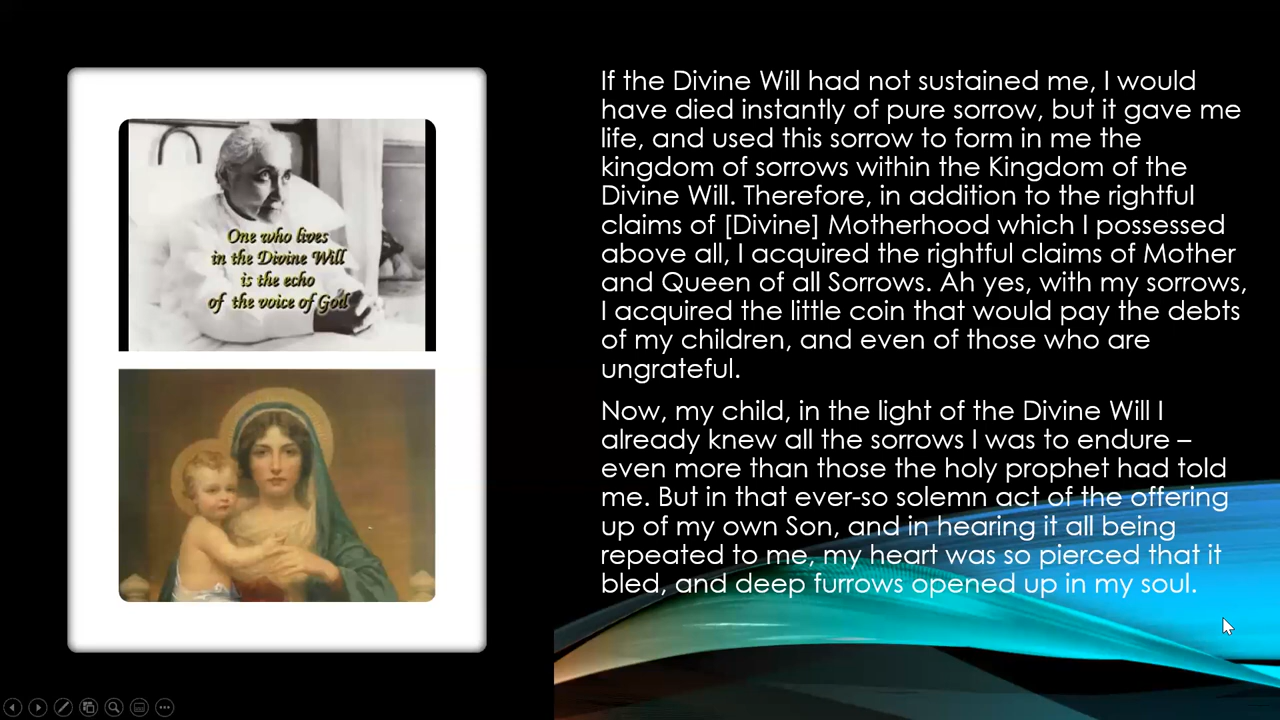 One who lives
in the Divine Will
is the echo
of the voice of God
If the Divine Will had not sustained me, I would
have died instantly of pure sorrow, but it gave me
life, and used this sorrow to form in me the
kingdom of sorrows within the Kingdom of the
Divine Will. Therefore, in addition to the rightful
claims of [Divine] Motherhood which I possessed
above all, I acquired the rightful claims of Mother
and Queen of all Sorrows. Ah yes, with my sorrows,
I acquired the little coin that would pay the debts
of my children, and even of those who are
ungrateful.
Now, my child, in the light of the Divine Will I
already knew all the sorrows I was to endure –
even more than those the holy prophet had told
me. But in that ever-so solemn act of the offering
up of my own Son, and in hearing it all being
repeated to me, my heart was so pierced that it
bled, and deep furrows opened up in my soul.